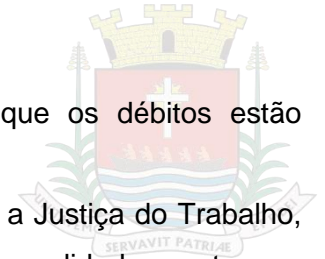 que os débitos estão
a Justiça do Trabalho,
SERVAVIT PATRIAE